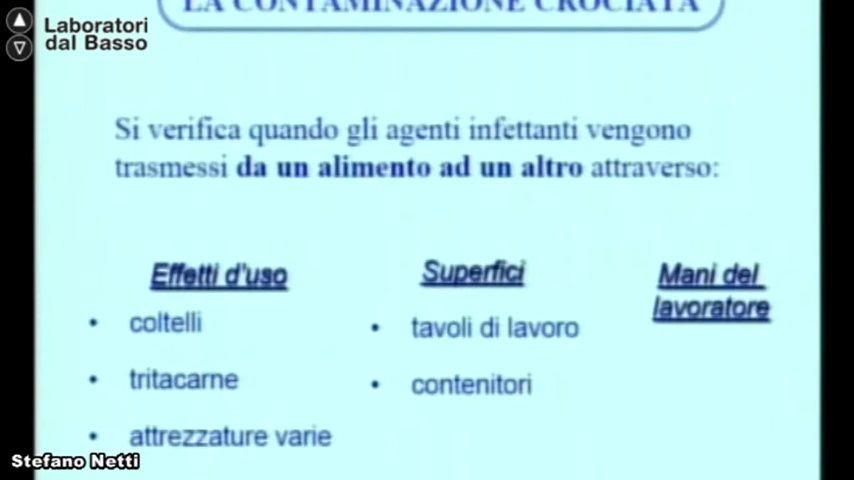 LA CONTAMINAZIONE CROCIATA
Laboratori
dal Basso
Si verifica quando gli agenti infettanti vengono
trasmessi da un alimento ad un altro attraverso:
Effetti d'uso
• coltelli
• tritacarne
• attrezzature varie
Superfici
• tavoli di lavoro
• contenitori
Mani del
lavoratore
Stefano Netti